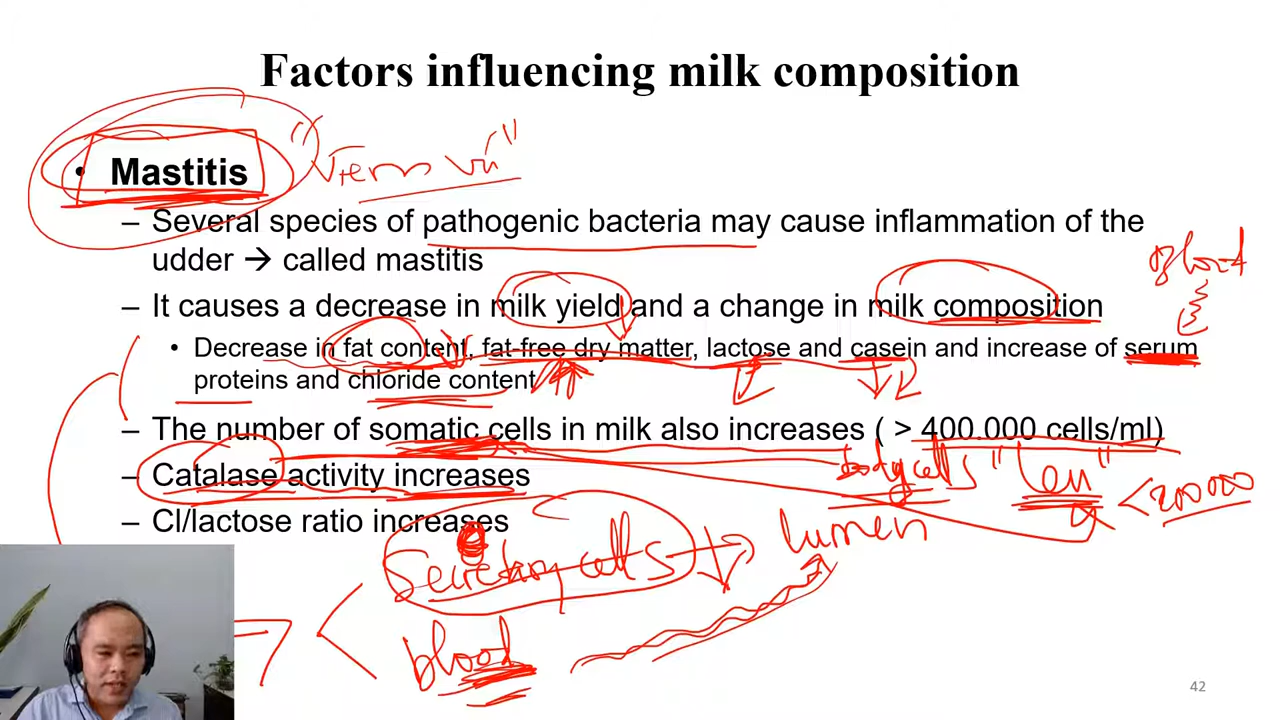 Factors influencing milk composition
• Mastitis "Viêm vú"
– Several species of pathogenic bacteria may cause inflammation of the
udder → called mastitis
blood
– It causes a decrease in milk yield and a change in milk composition
• Decrease in fat content, fat-free dry matter, lactose and casein and increase of serum
proteins and chloride content
– The number of somatic cells in milk also increases ( > 400.000 cells/ml)
– Catalase activity increases
body cells "leu" < 200000
– Cl/lactose ratio increases
Secretory cells lumen
blood
42